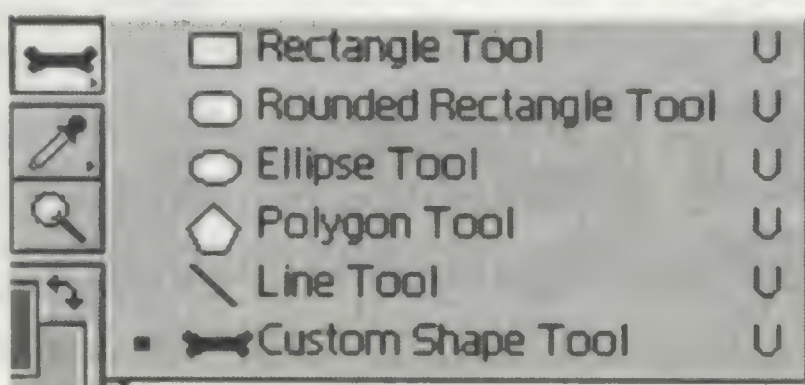 Rectangle Tool U
Rounded Rectangle Tool U
Ellipse Tool U
Polygon Tool U
Line Tool U
Custom Shape Tool U